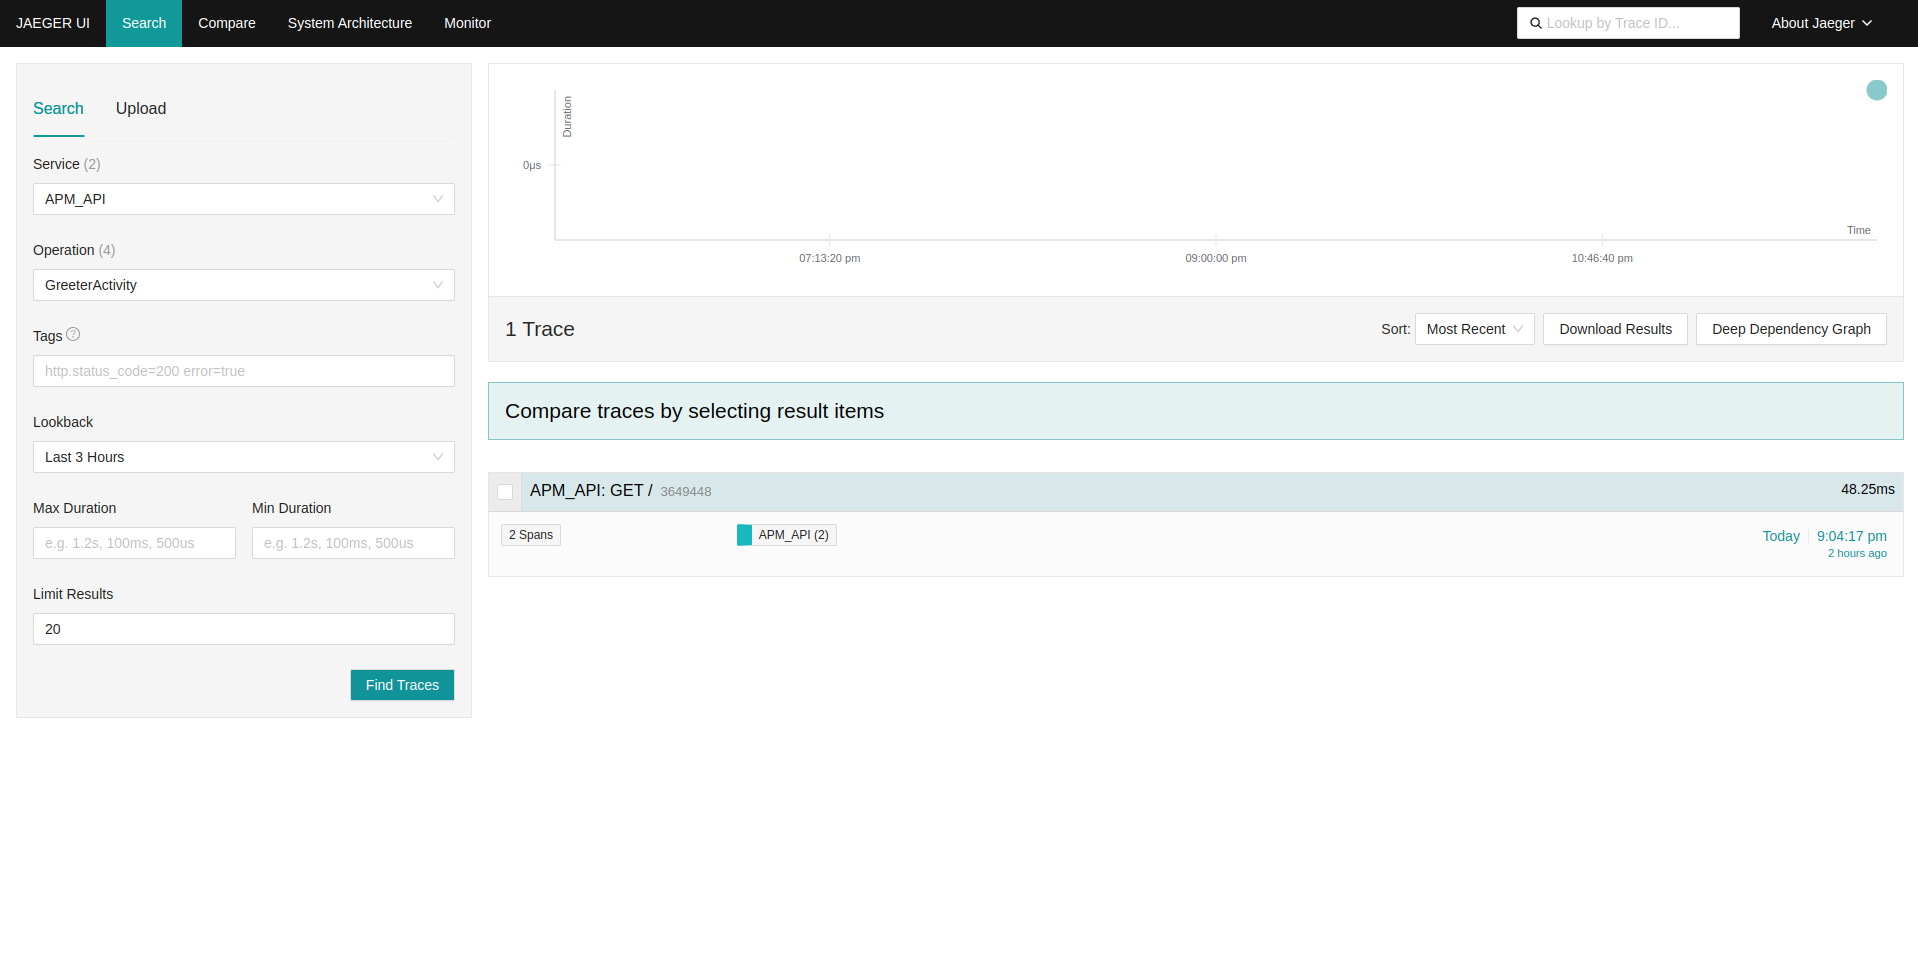 JAEGER UI Search Compare System Architecture Monitor Lookup by Trace ID... About Jaeger
Search Upload
Service (2)
APM_API
Operation (4)
GreeterActivity
Tags ?
http.status_code=200 error=true
Lookback
Last 3 Hours
Max Duration Min Duration
e.g. 1.2s, 100ms, 500us e.g. 1.2s, 100ms, 500us
Limit Results
20
Find Traces
Duration
0μs
Time
07:13:20 pm 09:00:00 pm 10:46:40 pm
1 Trace Sort: Most Recent Download Results Deep Dependency Graph
Compare traces by selecting result items
APM_API: GET / 3649448 48.25ms
2 Spans APM_API (2) Today 9:04:17 pm
2 hours ago